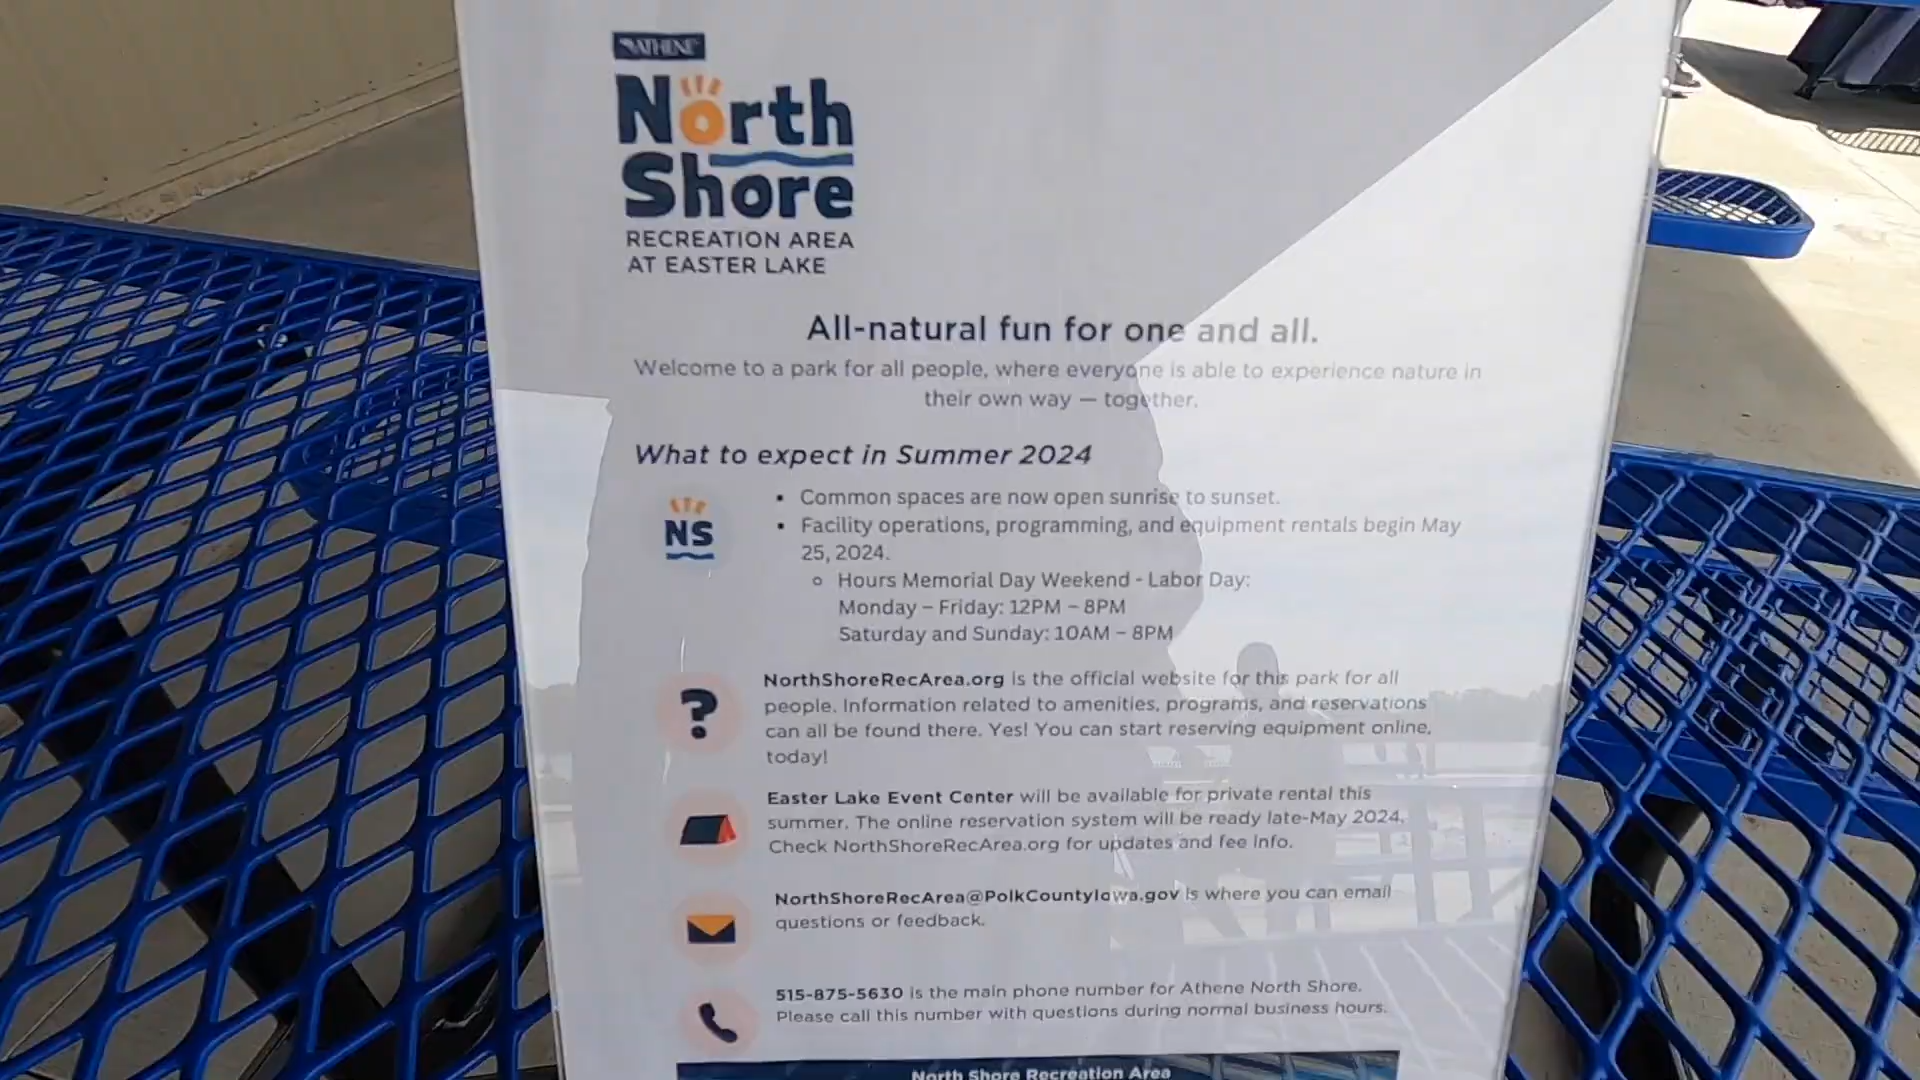 ATHENE
North
Shore
RECREATION AREA
AT EASTER LAKE
All-natural fun for one and all.
Welcome to a park for all people, where everyone is able to experience nature in
their own way — together.
What to expect in Summer 2024
NS
• Common spaces are now open sunrise to sunset.
• Facility operations, programming, and equipment rentals begin May
25, 2024.
○ Hours Memorial Day Weekend - Labor Day:
Monday – Friday: 12PM – 8PM
Saturday and Sunday: 10AM – 8PM
?
NorthShoreRecArea.org is the official website for this park for all
people. Information related to amenities, programs, and reservations
can all be found there. Yes! You can start reserving equipment online,
today!
Easter Lake Event Center will be available for private rental this
summer. The online reservation system will be ready late-May 2024.
Check NorthShoreRecArea.org for updates and fee info.
NorthShoreRecArea@PolkCountyIowa.gov is where you can email
questions or feedback.
515-875-5630 is the main phone number for Athene North Shore.
Please call this number with questions during normal business hours.
North Shore Recreation Area